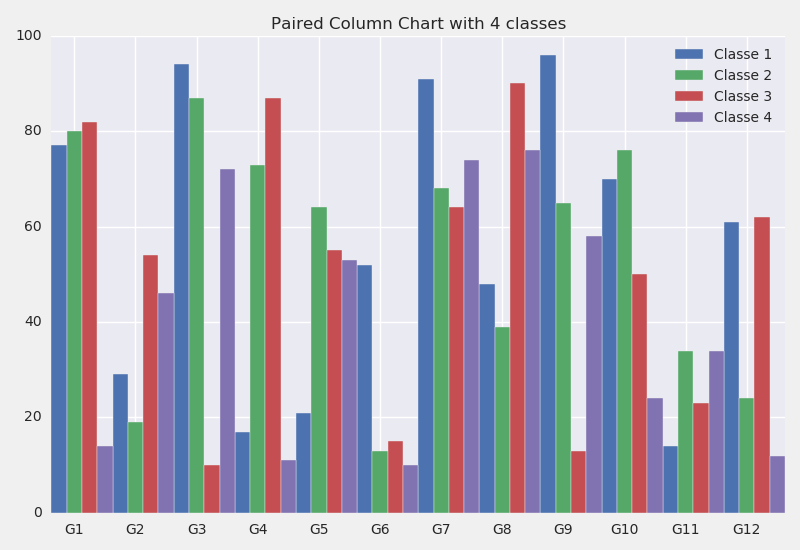 Paired Column Chart with 4 classes
100
80
60
40
20
0
Classe 1
Classe 2
Classe 3
Classe 4
G1 G2 G3 G4 G5 G6 G7 G8 G9 G10 G11 G12